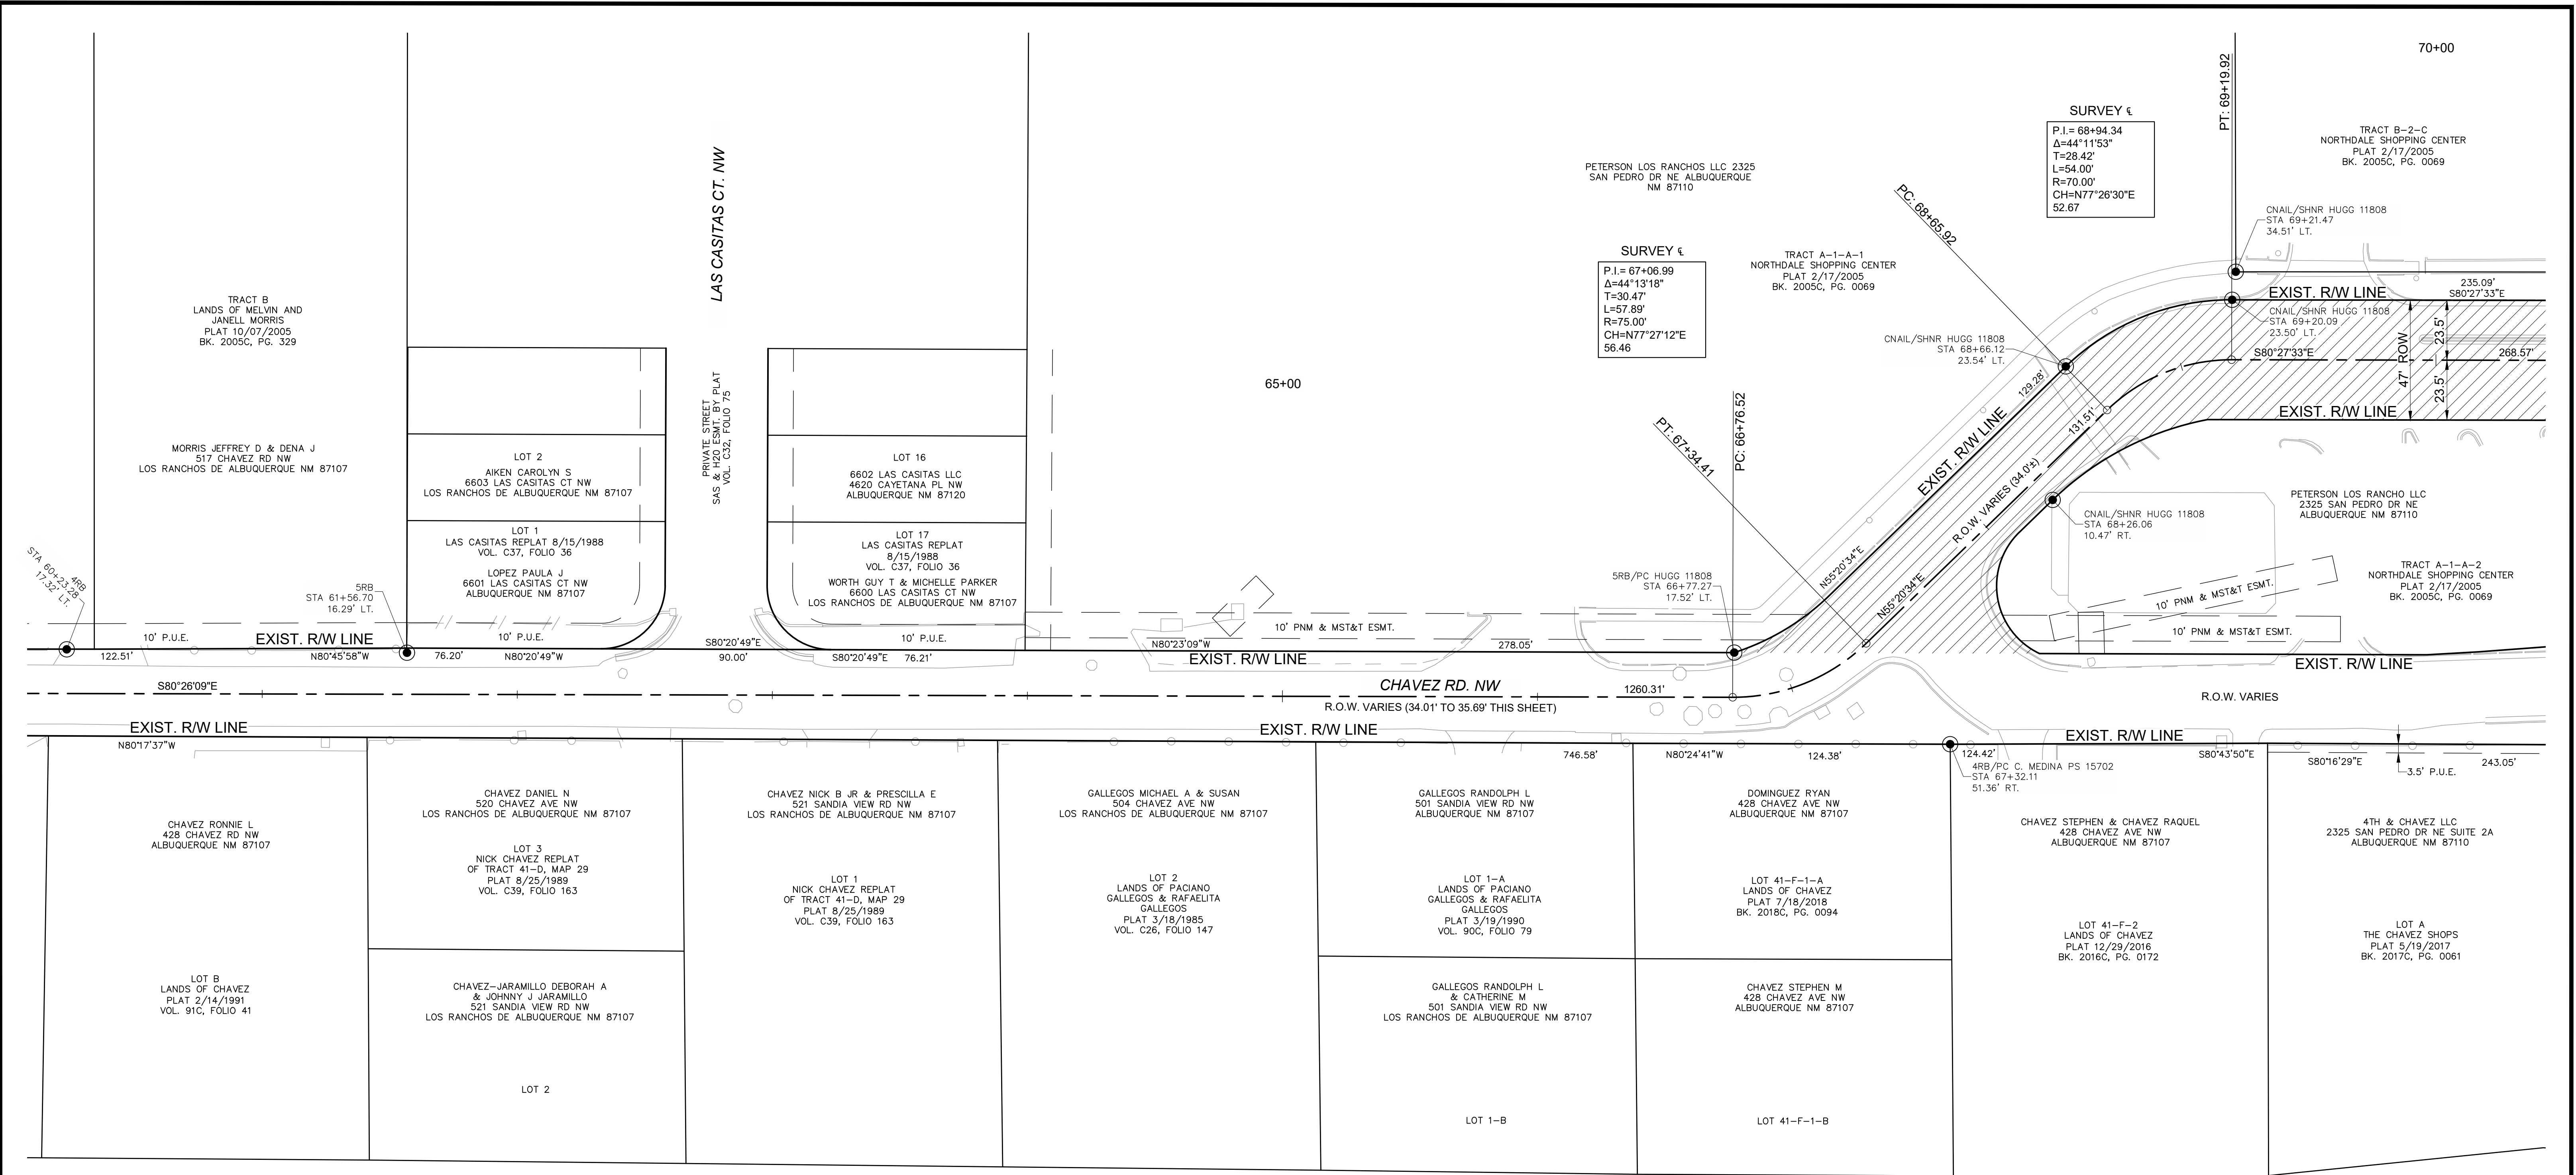 70+00
PT: 69+19.92
SURVEY ℄
P.I.= 68+94.34
Δ=44°11'53"
T=28.42'
L=54.00'
R=70.00'
CH=N77°26'30"E
52.67
TRACT B-2-C
NORTHDALE SHOPPING CENTER
PLAT 2/17/2005
BK. 2005C, PG. 0069
PETERSON LOS RANCHOS LLC 2325
SAN PEDRO DR NE ALBUQUERQUE
NM 87110
PC: 68+65.92
CNAIL/SHNR HUGG 11808
STA 69+21.47
34.51' LT.
LAS CASITAS CT. NW
SURVEY ℄
P.I.= 67+06.99
Δ=44°13'18"
T=30.47'
L=57.89'
R=75.00'
CH=N77°27'12"E
56.46
TRACT A-1-A-1
NORTHDALE SHOPPING CENTER
PLAT 2/17/2005
BK. 2005C, PG. 0069
235.09'
S80°27'33"E
EXIST. R/W LINE
CNAIL/SHNR HUGG 11808
STA 69+20.09
23.50' LT.
TRACT B
LANDS OF MELVIN AND
JANELL MORRIS
PLAT 10/07/2005
BK. 2005C, PG. 329
CNAIL/SHNR HUGG 11808
STA 68+66.12
23.54' LT.
S80°27'33"E
47' ROW
23.5'
23.5'
268.57'
65+00
129.28'
131.51'
EXIST. R/W LINE
EXIST. R/W LINE
PRIVATE STREET
SAS & H20 ESMT. BY PLAT
VOL. C32, FOLIO 75
PC: 66+76.52
PT: 67+34.41
MORRIS JEFFREY D & DENA J
517 CHAVEZ RD NW
LOS RANCHOS DE ALBUQUERQUE NM 87107
LOT 2
AIKEN CAROLYN S
6603 LAS CASITAS CT NW
LOS RANCHOS DE ALBUQUERQUE NM 87107
LOT 16
6602 LAS CASITAS LLC
4620 CAYETANA PL NW
ALBUQUERQUE NM 87120
R.O.W. VARIES (34.0'±)
PETERSON LOS RANCHO LLC
2325 SAN PEDRO DR NE
ALBUQUERQUE NM 87110
CNAIL/SHNR HUGG 11808
STA 68+26.06
10.47' RT.
LOT 1
LAS CASITAS REPLAT 8/15/1988
VOL. C37, FOLIO 36
LOPEZ PAULA J
6601 LAS CASITAS CT NW
ALBUQUERQUE NM 87107
LOT 17
LAS CASITAS REPLAT
8/15/1988
VOL. C37, FOLIO 36
WORTH GUY T & MICHELLE PARKER
6600 LAS CASITAS CT NW
LOS RANCHOS DE ALBUQUERQUE NM 87107
4RB
STA 60+23.28
17.32' LT.
5RB
STA 61+56.70
16.29' LT.
5RB/PC HUGG 11808
STA 66+77.27
17.52' LT.
N55°20'34"E
N55°20'34"E
TRACT A-1-A-2
NORTHDALE SHOPPING CENTER
PLAT 2/17/2005
BK. 2005C, PG. 0069
10' PNM & MST&T ESMT.
10' PNM & MST&T ESMT.
10' PNM & MST&T ESMT.
10' P.U.E.
EXIST. R/W LINE
10' P.U.E.
S80°20'49"E
10' P.U.E.
N80°23'09"W
278.05'
122.51'
N80°45'58"W
76.20'
N80°20'49"W
90.00'
S80°20'49"E
76.21'
EXIST. R/W LINE
EXIST. R/W LINE
S80°26'09"E
CHAVEZ RD. NW
1260.31'
R.O.W. VARIES (34.01' TO 35.69' THIS SHEET)
R.O.W. VARIES
EXIST. R/W LINE
EXIST. R/W LINE
EXIST. R/W LINE
N80°17'37"W
746.58'
N80°24'41"W
124.38'
124.42'
S80°43'50"E
S80°16'29"E
243.05'
3.5' P.U.E.
4RB/PC C. MEDINA PS 15702
STA 67+32.11
51.36' RT.
CHAVEZ RONNIE L
428 CHAVEZ RD NW
ALBUQUERQUE NM 87107
CHAVEZ DANIEL N
520 CHAVEZ AVE NW
LOS RANCHOS DE ALBUQUERQUE NM 87107
CHAVEZ NICK B JR & PRESCILLA E
521 SANDIA VIEW RD NW
LOS RANCHOS DE ALBUQUERQUE NM 87107
GALLEGOS MICHAEL A & SUSAN
504 CHAVEZ AVE NW
LOS RANCHOS DE ALBUQUERQUE NM 87107
GALLEGOS RANDOLPH L
501 SANDIA VIEW RD NW
ALBUQUERQUE NM 87107
DOMINGUEZ RYAN
428 CHAVEZ AVE NW
ALBUQUERQUE NM 87107
CHAVEZ STEPHEN & CHAVEZ RAQUEL
428 CHAVEZ AVE NW
ALBUQUERQUE NM 87107
4TH & CHAVEZ LLC
2325 SAN PEDRO DR NE SUITE 2A
ALBUQUERQUE NM 87110
LOT 3
NICK CHAVEZ REPLAT
OF TRACT 41-D, MAP 29
PLAT 8/25/1989
VOL. C39, FOLIO 163
LOT 1
NICK CHAVEZ REPLAT
OF TRACT 41-D, MAP 29
PLAT 8/25/1989
VOL. C39, FOLIO 163
LOT 2
LANDS OF PACIANO
GALLEGOS & RAFAELITA
GALLEGOS
PLAT 3/18/1985
VOL. C26, FOLIO 147
LOT 1-A
LANDS OF PACIANO
GALLEGOS & RAFAELITA
GALLEGOS
PLAT 3/19/1990
VOL. 90C, FOLIO 79
LOT 41-F-1-A
LANDS OF CHAVEZ
PLAT 7/18/2018
BK. 2018C, PG. 0094
LOT 41-F-2
LANDS OF CHAVEZ
PLAT 12/29/2016
BK. 2016C, PG. 0172
LOT A
THE CHAVEZ SHOPS
PLAT 5/19/2017
BK. 2017C, PG. 0061
LOT B
LANDS OF CHAVEZ
PLAT 2/14/1991
VOL. 91C, FOLIO 41
CHAVEZ-JARAMILLO DEBORAH A
& JOHNNY J JARAMILLO
521 SANDIA VIEW RD NW
LOS RANCHOS DE ALBUQUERQUE NM 87107
GALLEGOS RANDOLPH L
& CATHERINE M
501 SANDIA VIEW RD NW
LOS RANCHOS DE ALBUQUERQUE NM 87107
CHAVEZ STEPHEN M
428 CHAVEZ AVE NW
ALBUQUERQUE NM 87107
LOT 2
LOT 1-B
LOT 41-F-1-B